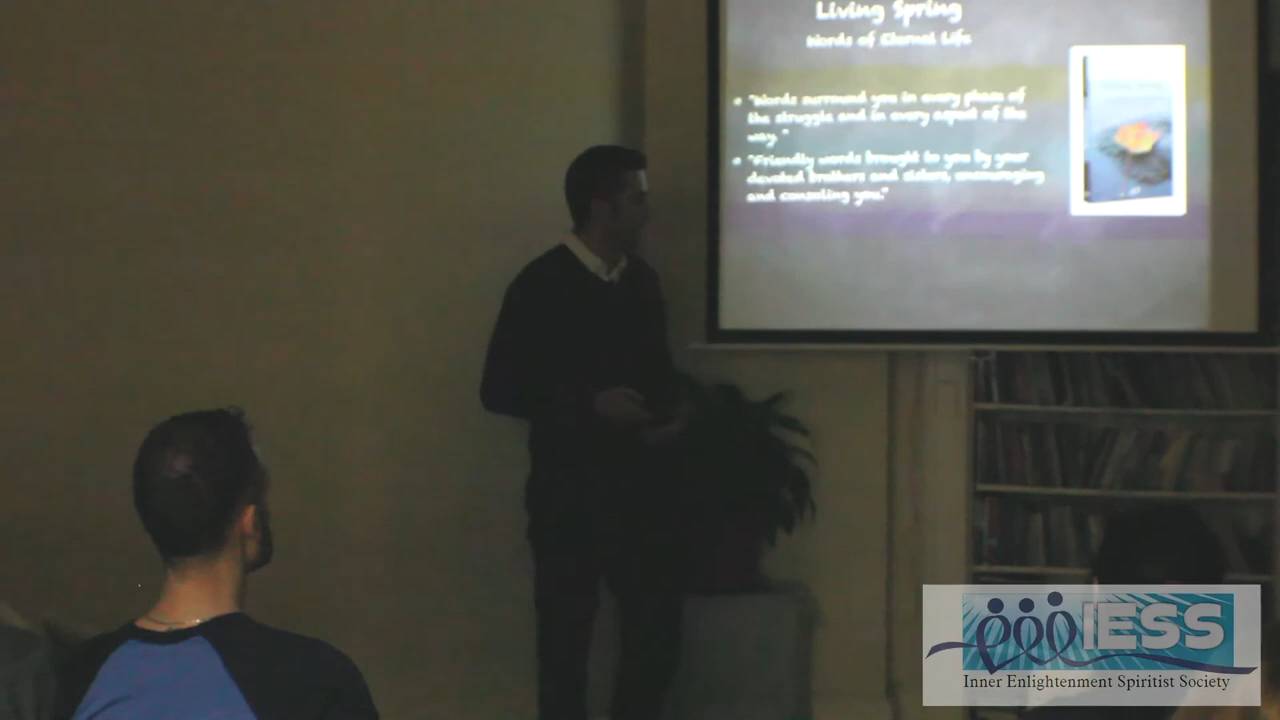 Living Spring
Words of Eternal Life
"Words surround you in every phase of
the struggle and in every aspect of the
way."
"Friendly words brought to you by your
devoted brothers and sisters, encouraging
and consoling you."
IESS
Inner Enlightenment Spiritist Society